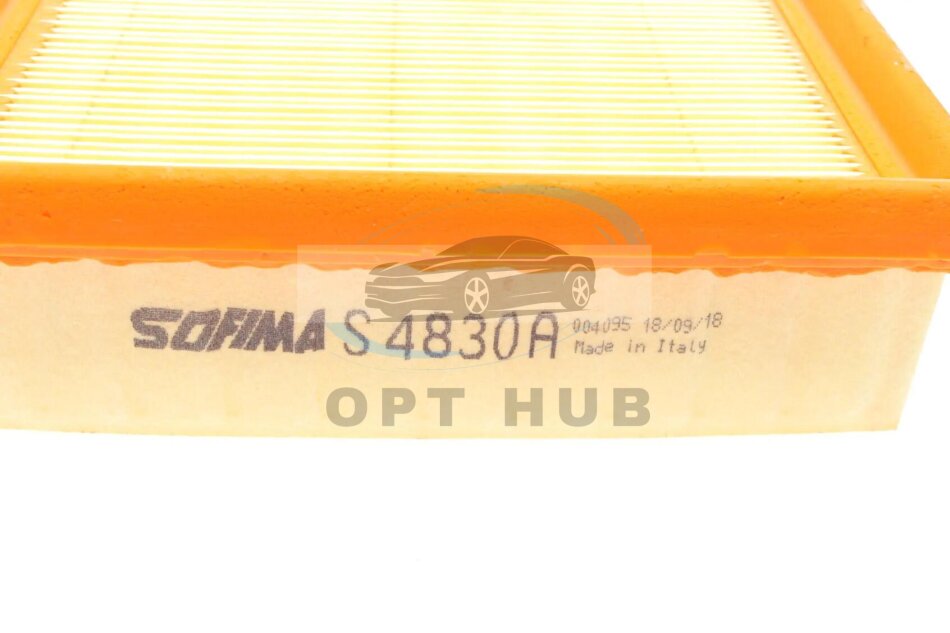 SOFIMA S 4830A 004095 18/09/18
Made in Italy
OPT HUB